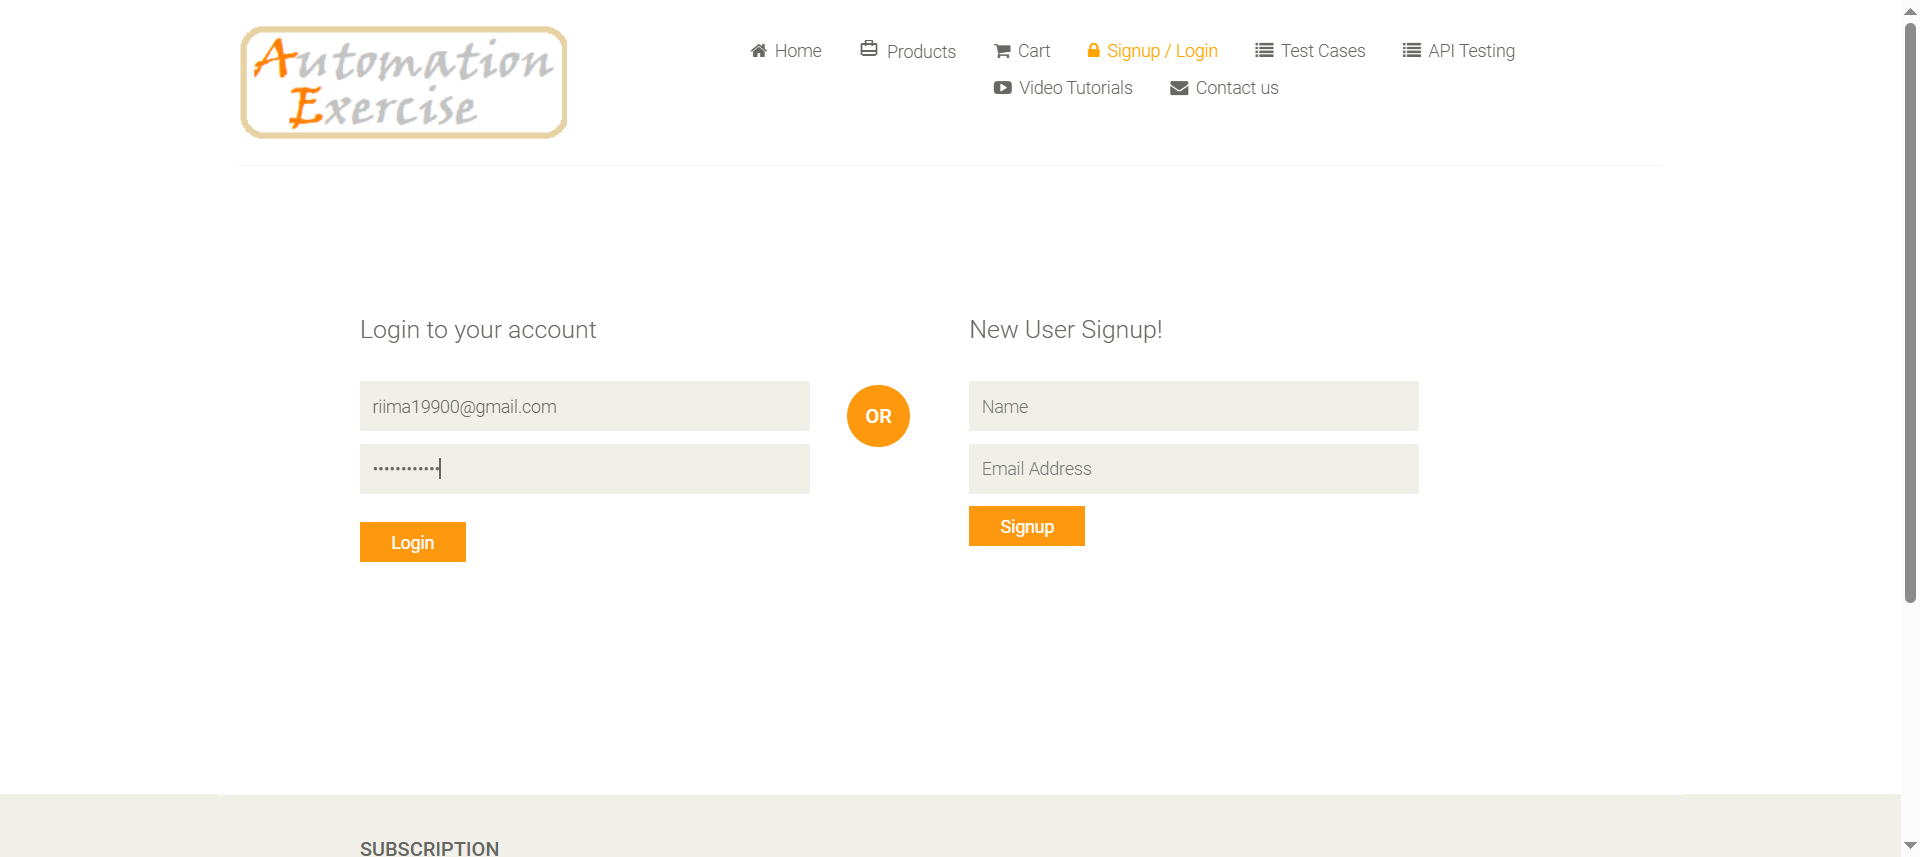 Automation
Exercise
Home Products Cart Signup / Login Test Cases API Testing
Video Tutorials Contact us
Login to your account
riima19900@gmail.com
••••••••••••
Login
OR
New User Signup!
Name
Email Address
Signup
SUBSCRIPTION